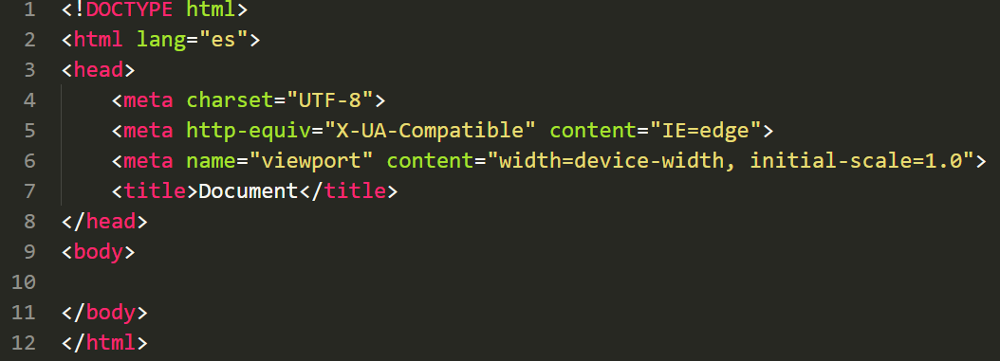 1 <!DOCTYPE html>
2 <html lang="es">
3 <head>
4     <meta charset="UTF-8">
5     <meta http-equiv="X-UA-Compatible" content="IE=edge">
6     <meta name="viewport" content="width=device-width, initial-scale=1.0">
7     <title>Document</title>
8 </head>
9 <body>
10
11 </body>
12 </html>